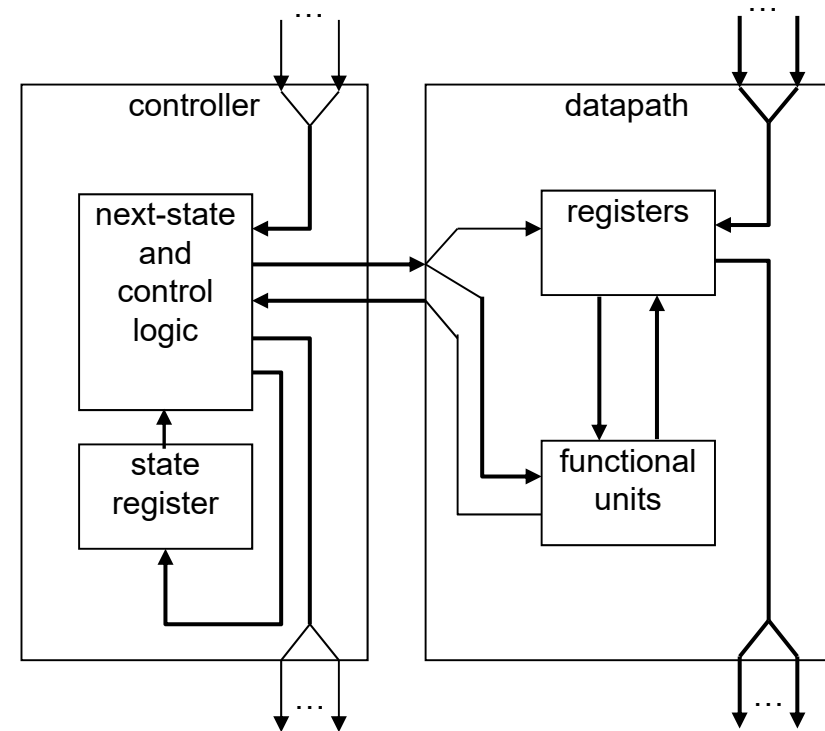 ...
...
controller
datapath
next-state
and
control
logic
registers
state
register
functional
units
...
...